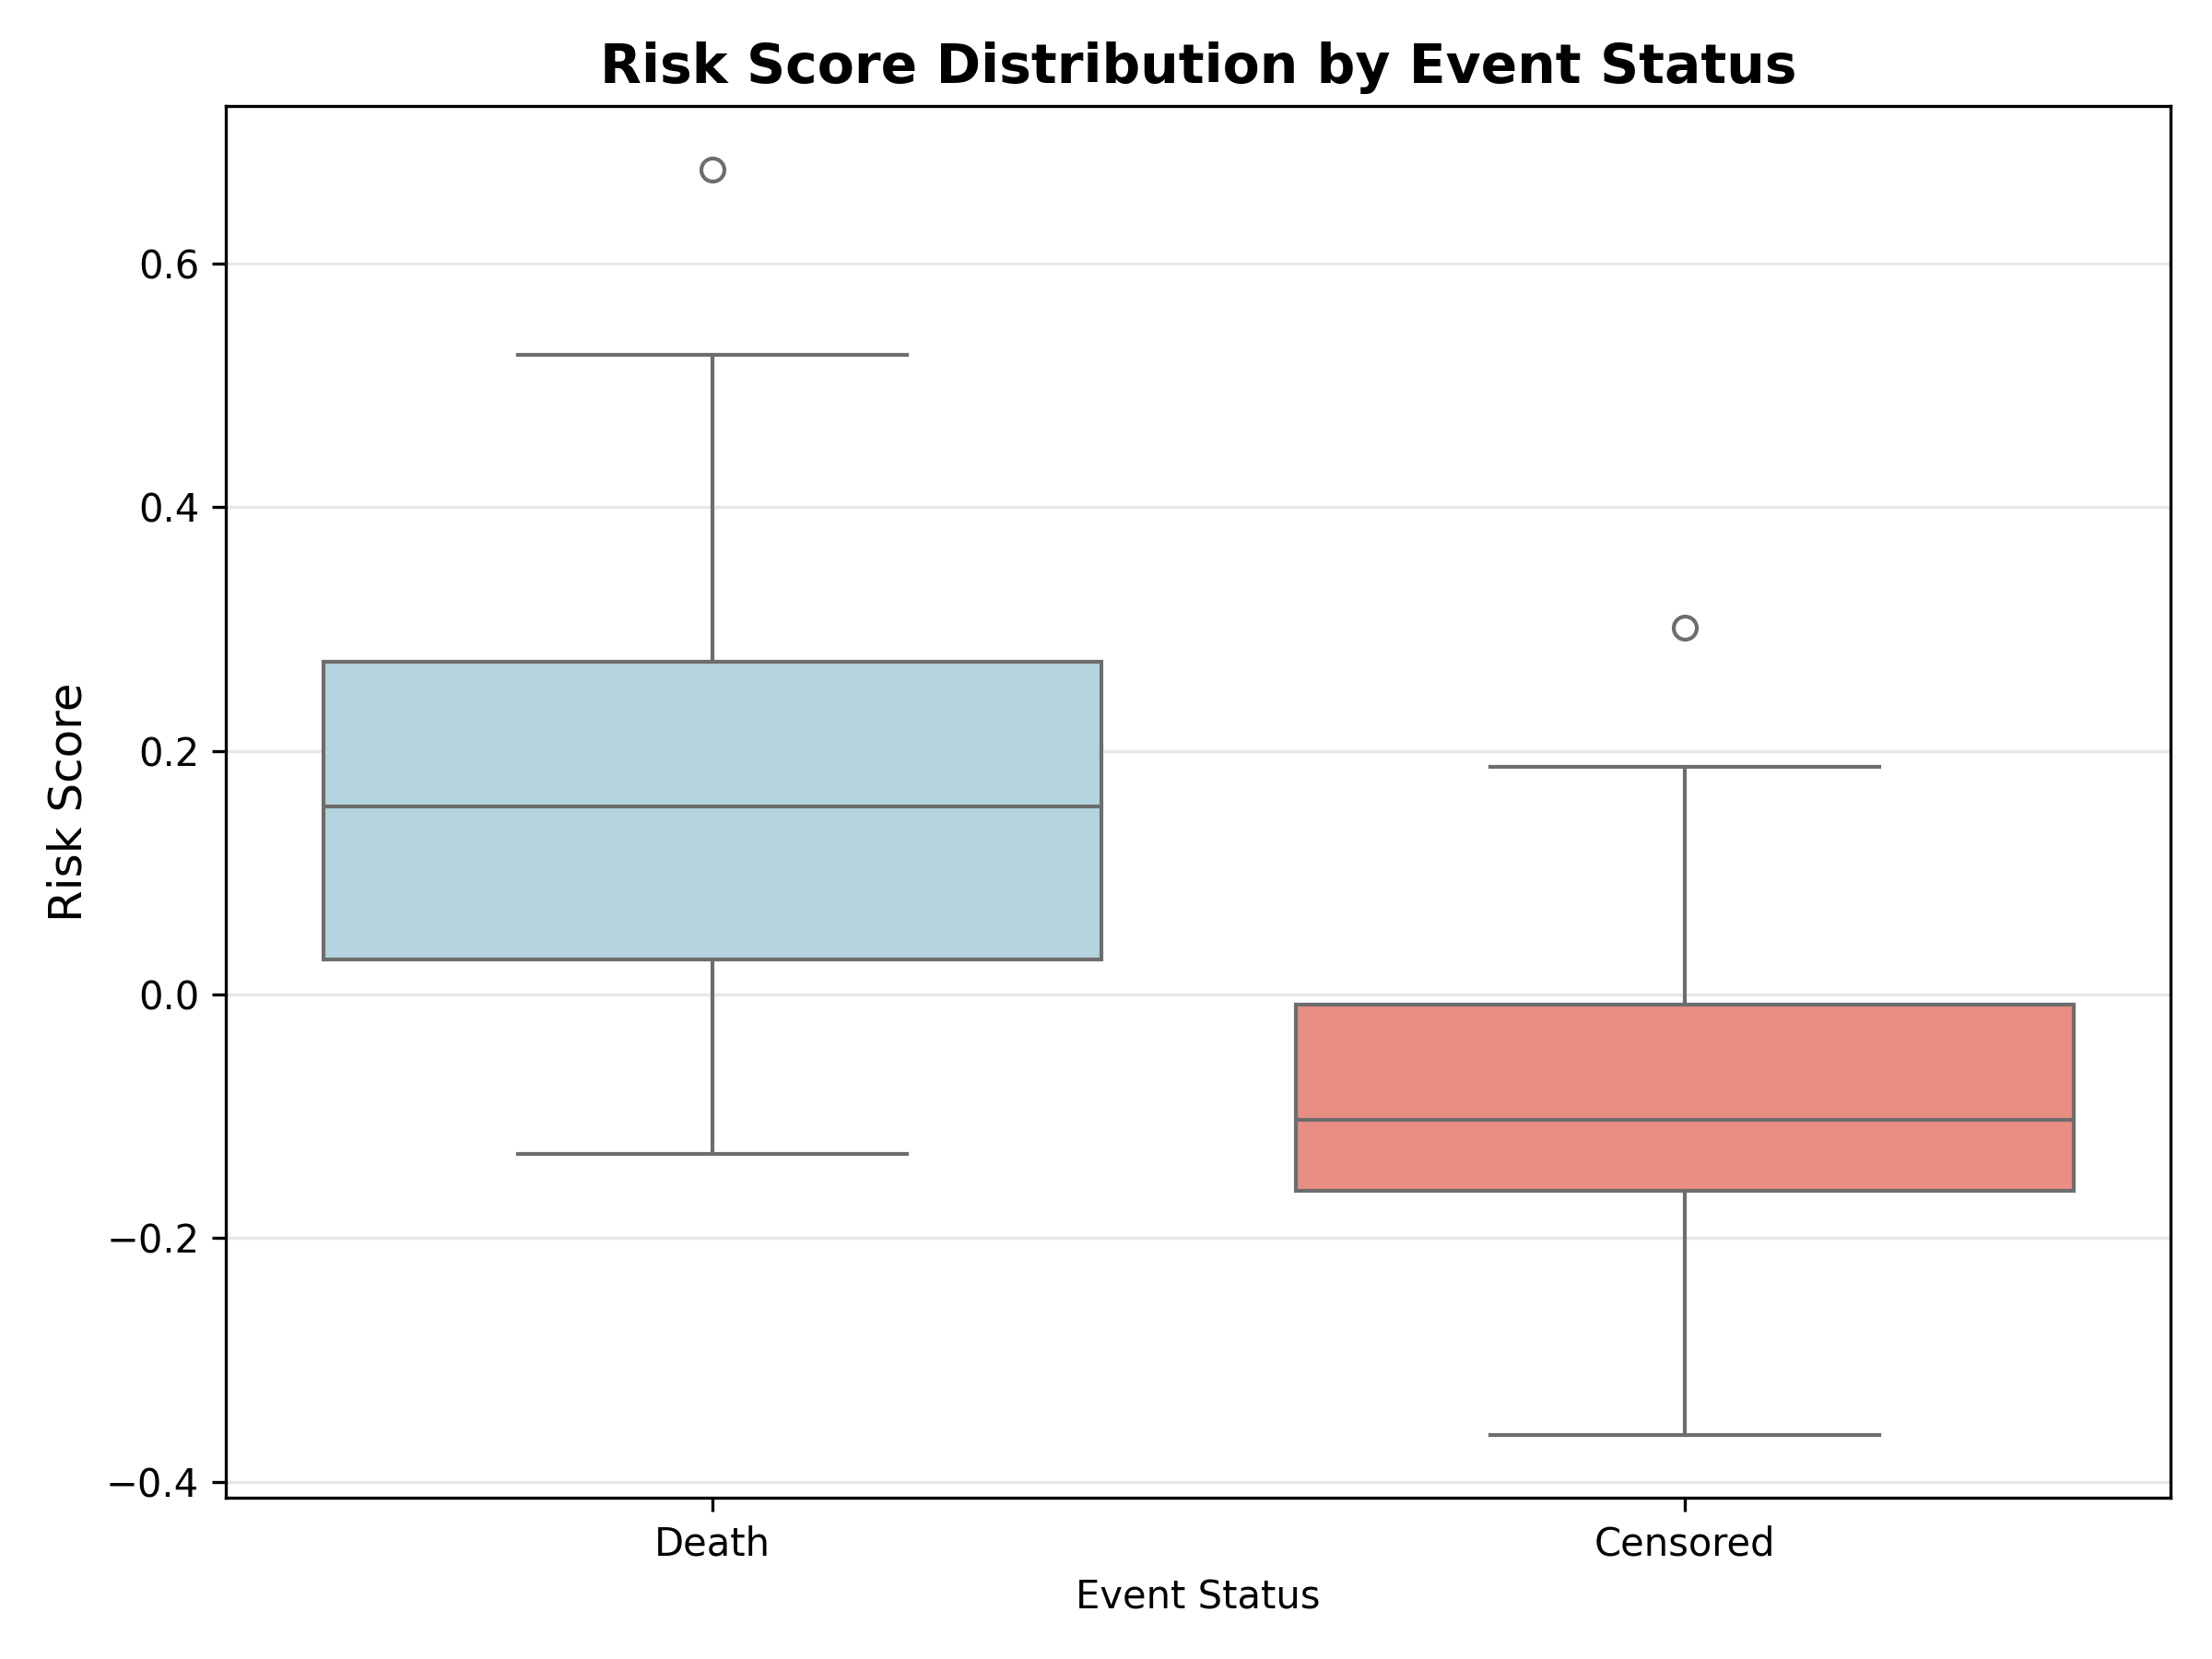 Risk Score Distribution by Event Status
Risk Score
0.6
0.4
0.2
0.0
−0.2
−0.4
Death
Censored
Event Status